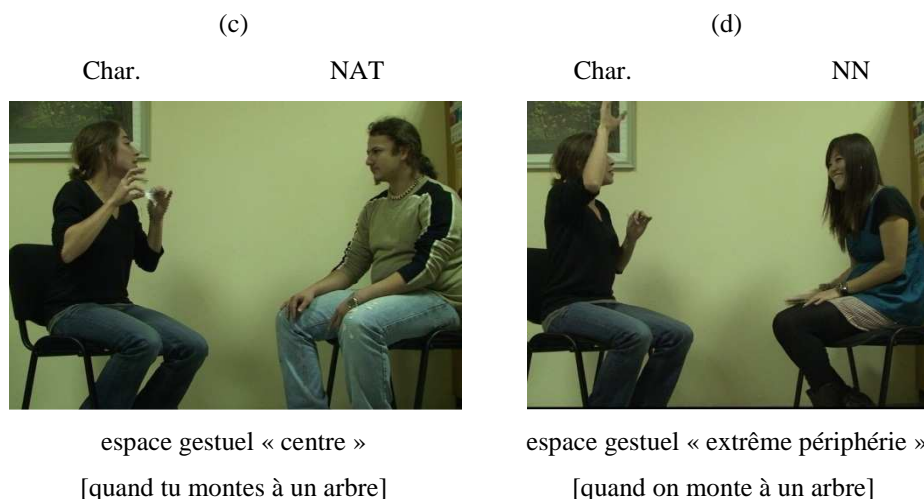 (c) (d)
Char. NAT Char. NN
espace gestuel « centre » espace gestuel « extrême périphérie »
[quand tu montes à un arbre] [quand on monte à un arbre]